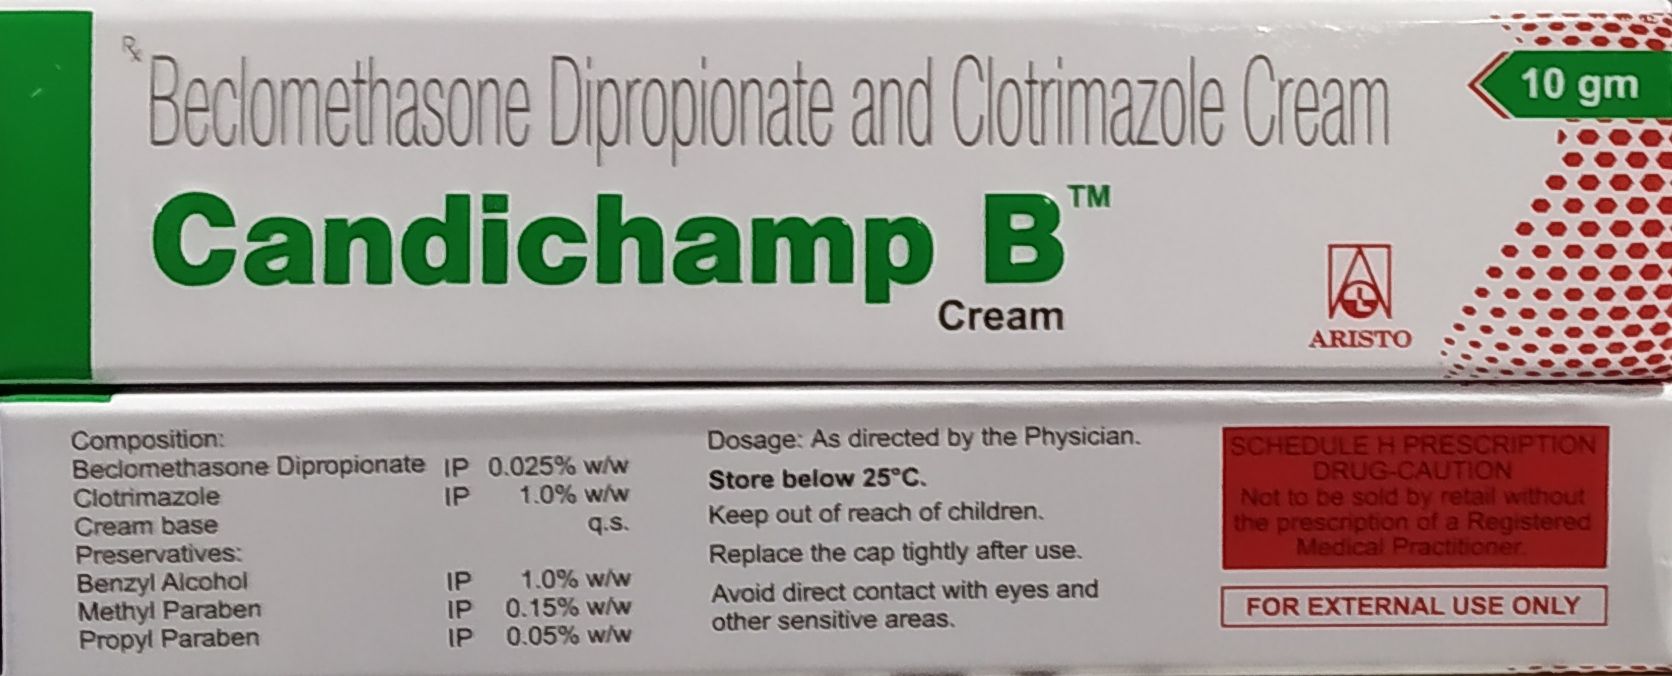 Rx
Beclomethasone Dipropionate and Clotrimazole Cream
10 gm
Candichamp B™
Cream
ARISTO
Composition:
Beclomethasone Dipropionate IP 0.025% w/w
Clotrimazole IP 1.0% w/w
Cream base q.s.
Preservatives:
Benzyl Alcohol IP 1.0% w/w
Methyl Paraben IP 0.15% w/w
Propyl Paraben IP 0.05% w/w
Dosage: As directed by the Physician.
Store below 25°C.
Keep out of reach of children.
Replace the cap tightly after use.
Avoid direct contact with eyes and
other sensitive areas.
SCHEDULE H PRESCRIPTION
DRUG-CAUTION
Not to be sold by retail without
the prescription of a Registered
Medical Practitioner.
FOR EXTERNAL USE ONLY